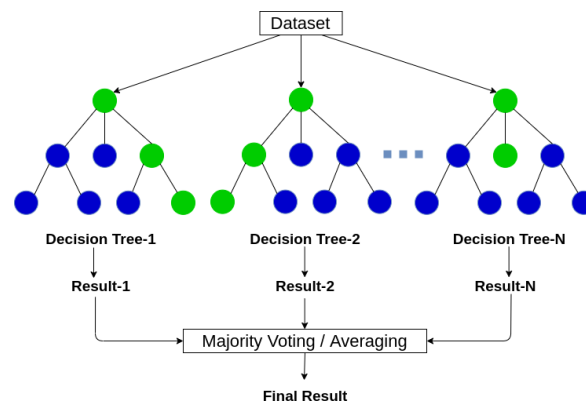 Dataset
Decision Tree-1 Decision Tree-2 Decision Tree-N
Result-1 Result-2 Result-N
Majority Voting / Averaging
Final Result